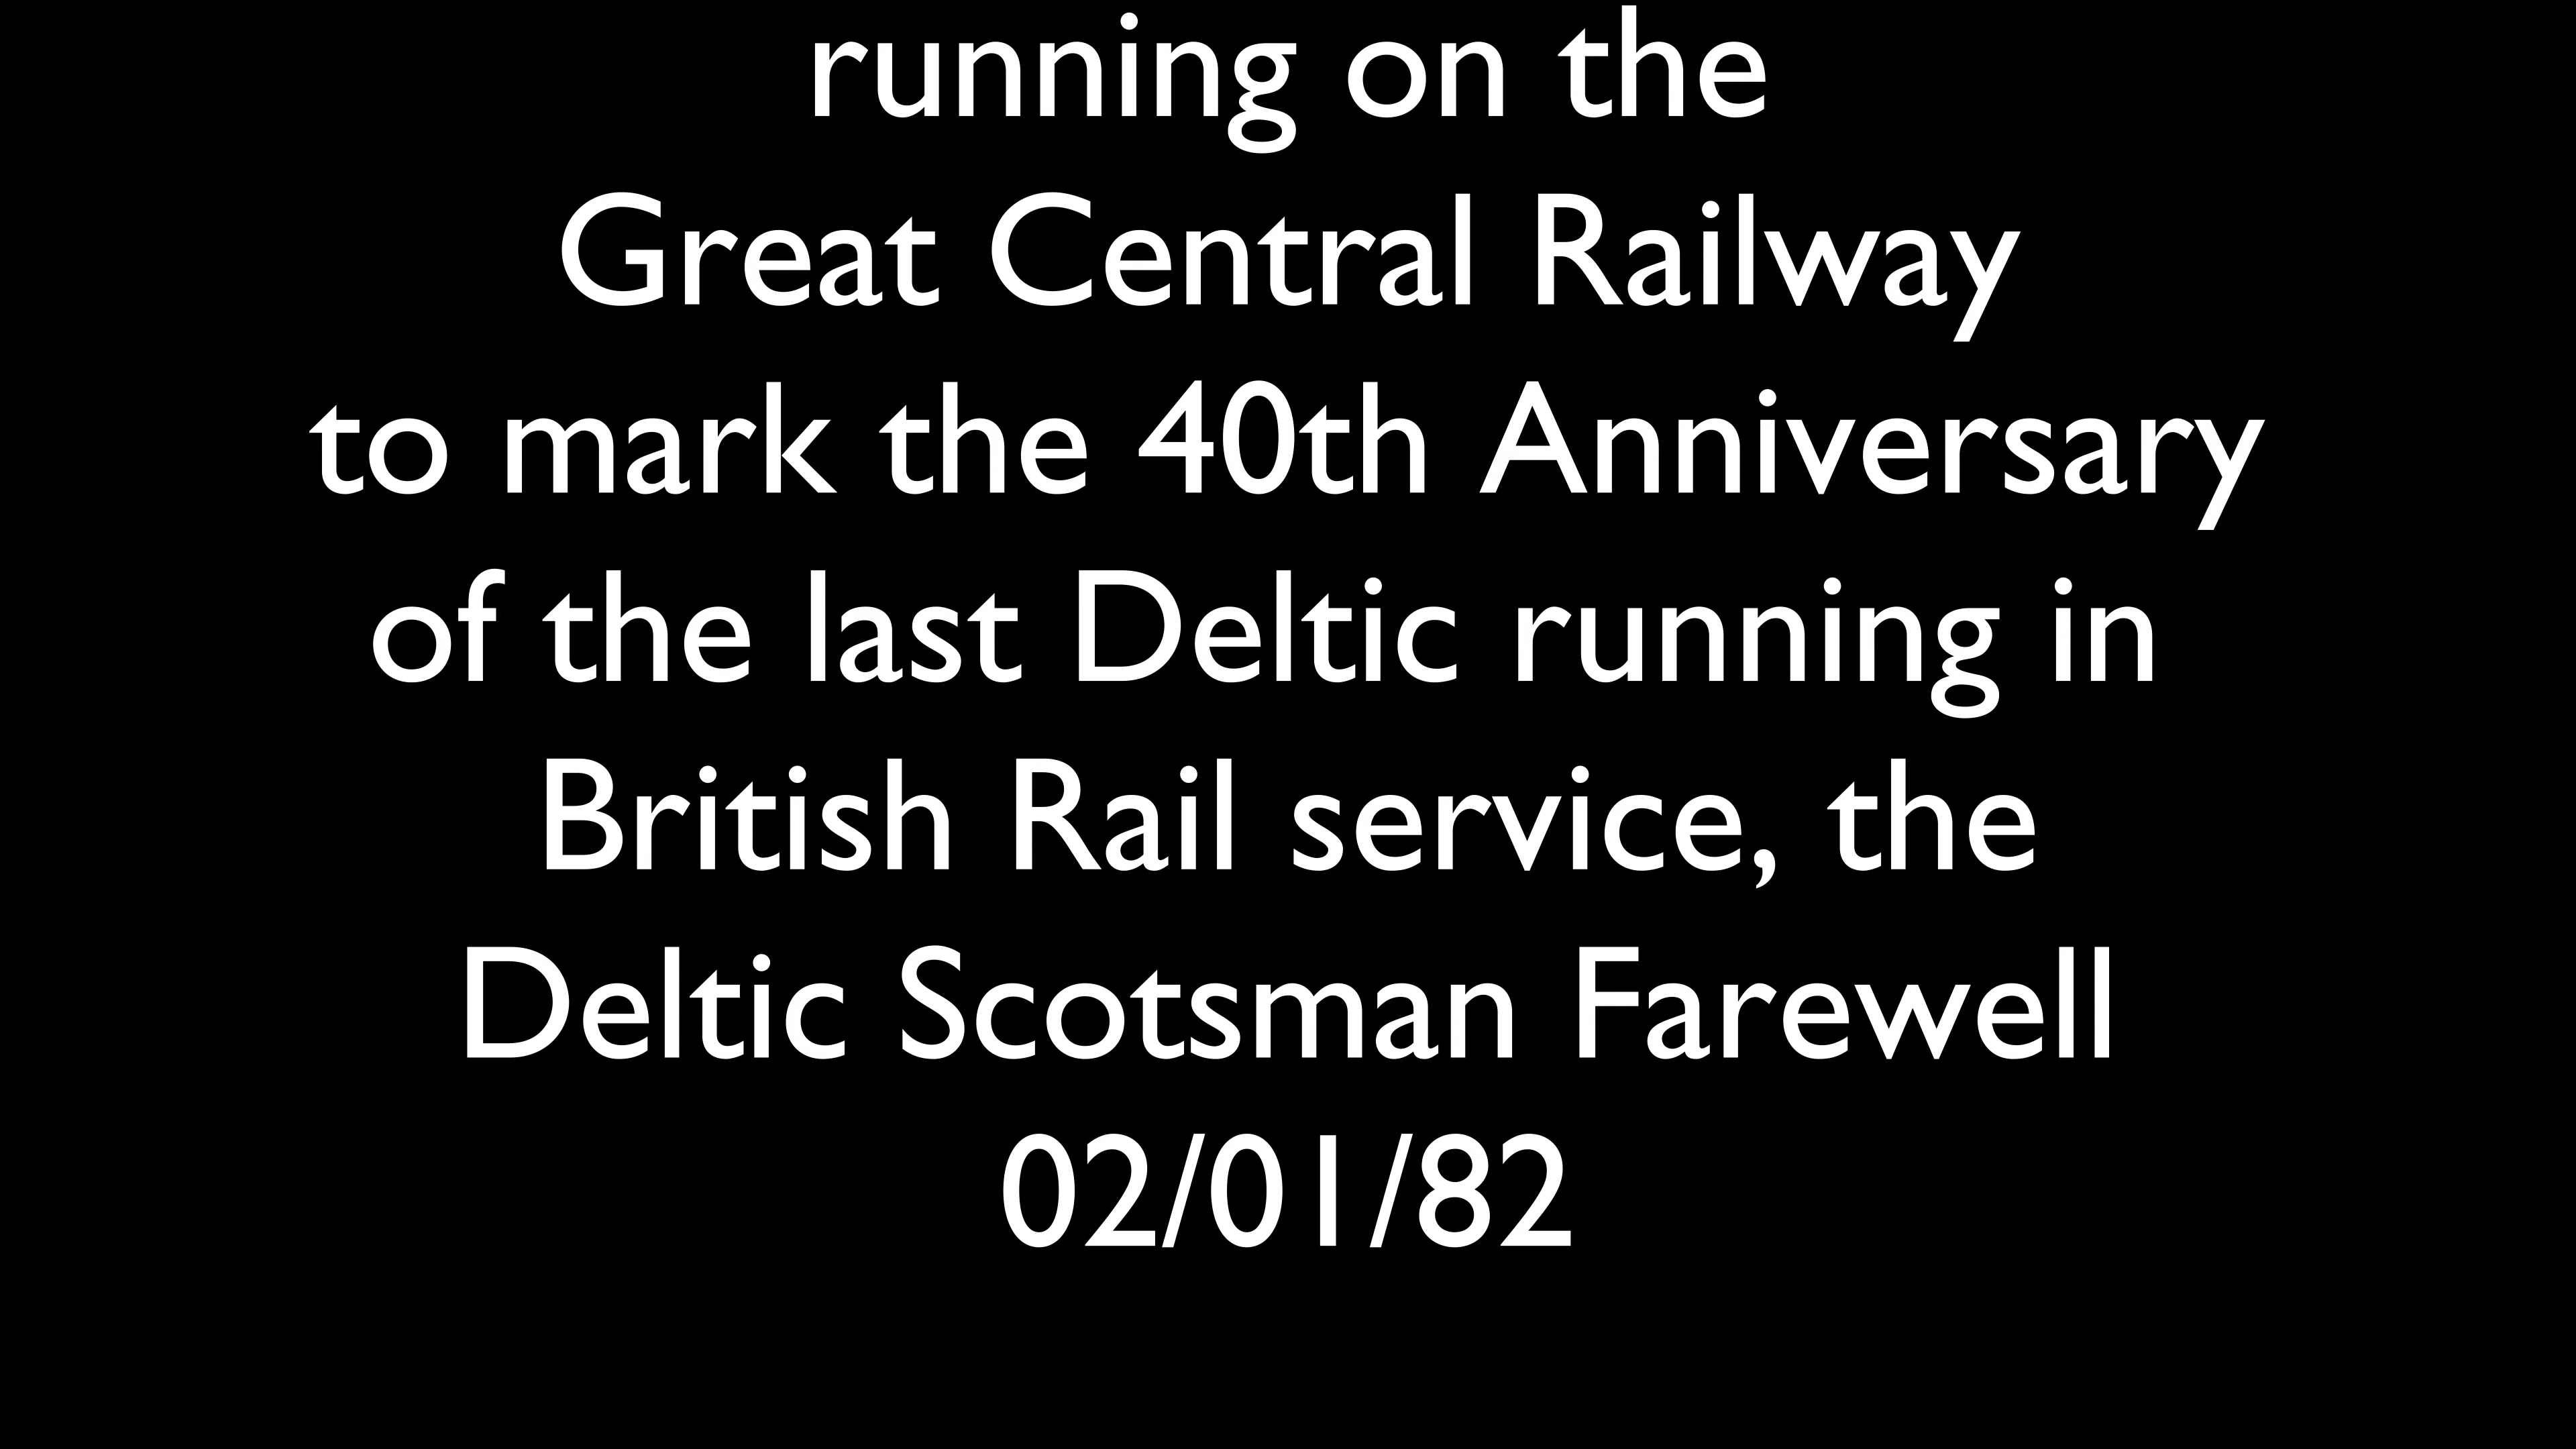 running on the
Great Central Railway
to mark the 40th Anniversary
of the last Deltic running in
British Rail service, the
Deltic Scotsman Farewell
02/01/82